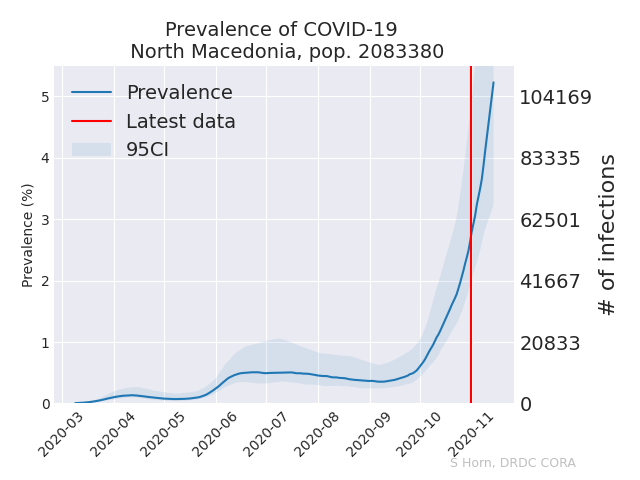 Prevalence of COVID-19
North Macedonia, pop. 2083380
Prevalence
Latest data
95CI
Prevalence (%)
5
4
3
2
1
0
104169
83335
62501
41667
20833
0
# of infections
2020-03
2020-04
2020-05
2020-06
2020-07
2020-08
2020-09
2020-10
2020-11
S Horn, DRDC CORA